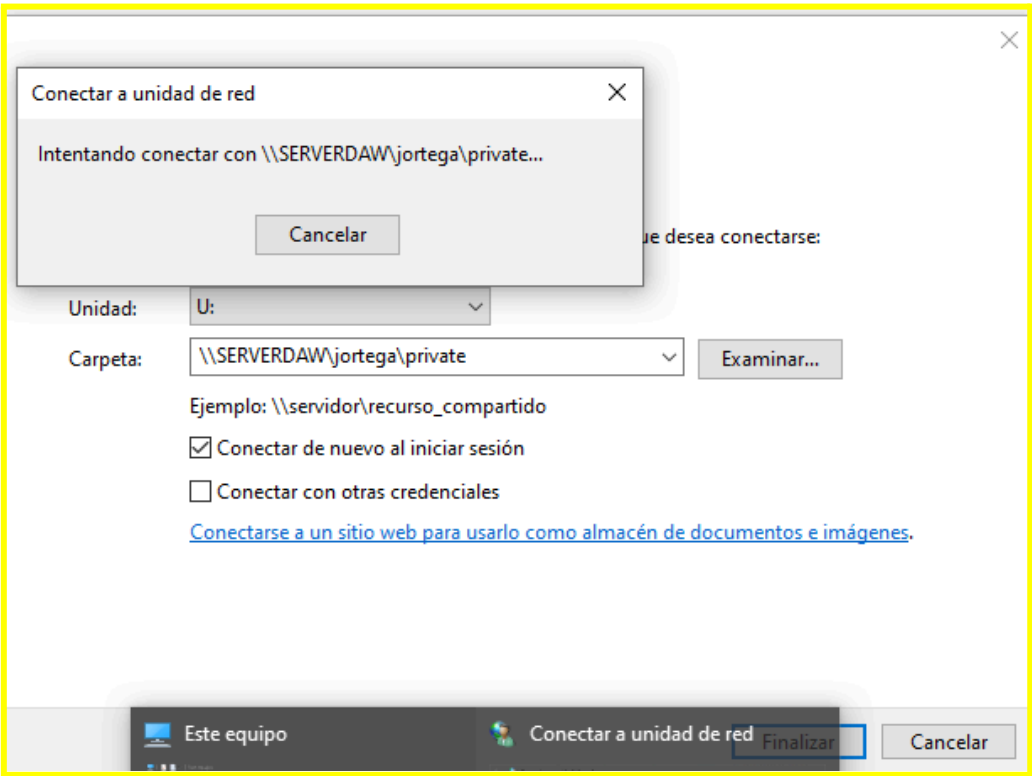 Conectar a unidad de red
Intentando conectar con \\SERVERDAW\jortega\private...
Cancelar
ue desea conectarse:
Unidad: U:
Carpeta: \\SERVERDAW\jortega\private Examinar...
Ejemplo: \\servidor\recurso_compartido
Conectar de nuevo al iniciar sesión
Conectar con otras credenciales
Conectarse a un sitio web para usarlo como almacén de documentos e imágenes.
Este equipo Conectar a unidad de red Finalizar Cancelar